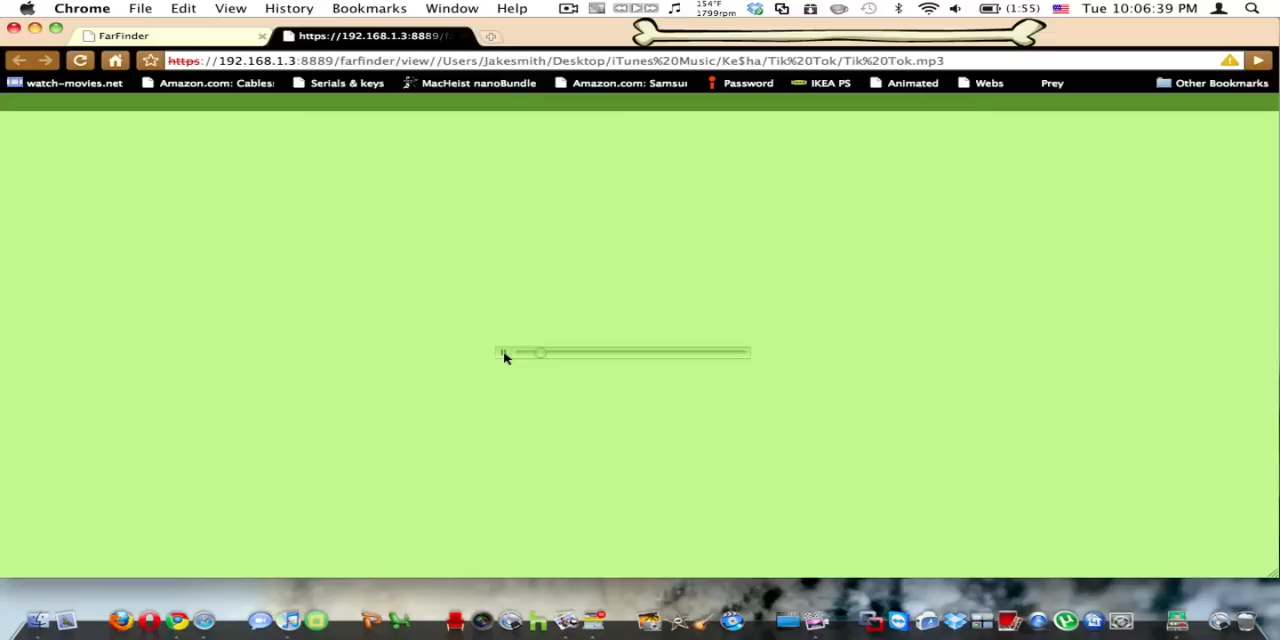 Chrome File Edit View History Bookmarks Window Help 154°F 1799rpm (1:55) Tue 10:06:39 PM
FarFinder https://192.168.1.3:8889/f
https://192.168.1.3:8889/farfinder/view//Users/Jakesmith/Desktop/iTunes%20Music/Ke$ha/Tik%20Tok/Tik%20Tok.mp3
watch-movies.net Amazon.com: Cables: Serials & keys MacHeist nanoBundle Amazon.com: Samsu Password IKEA PS Animated Webs Prey Other Bookmarks